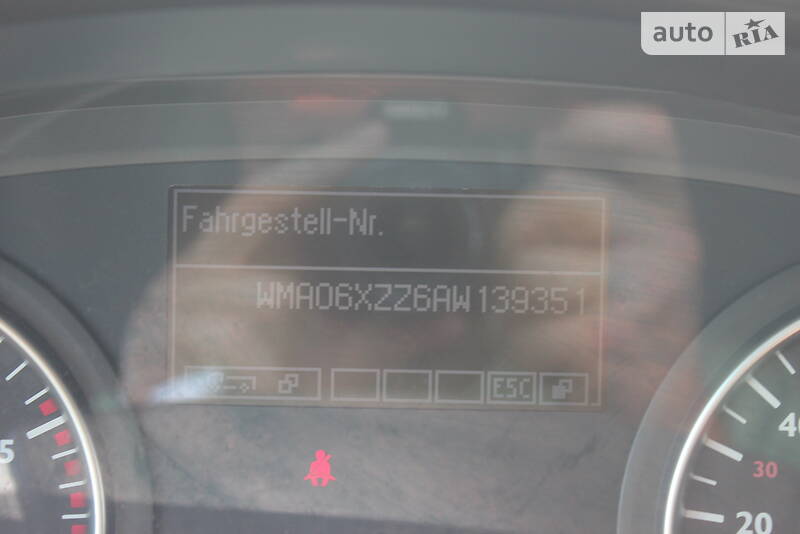 auto RIA
Fahrgestell-Nr.
WMA06XZZ6AW139351
ESC
5
40
30
20